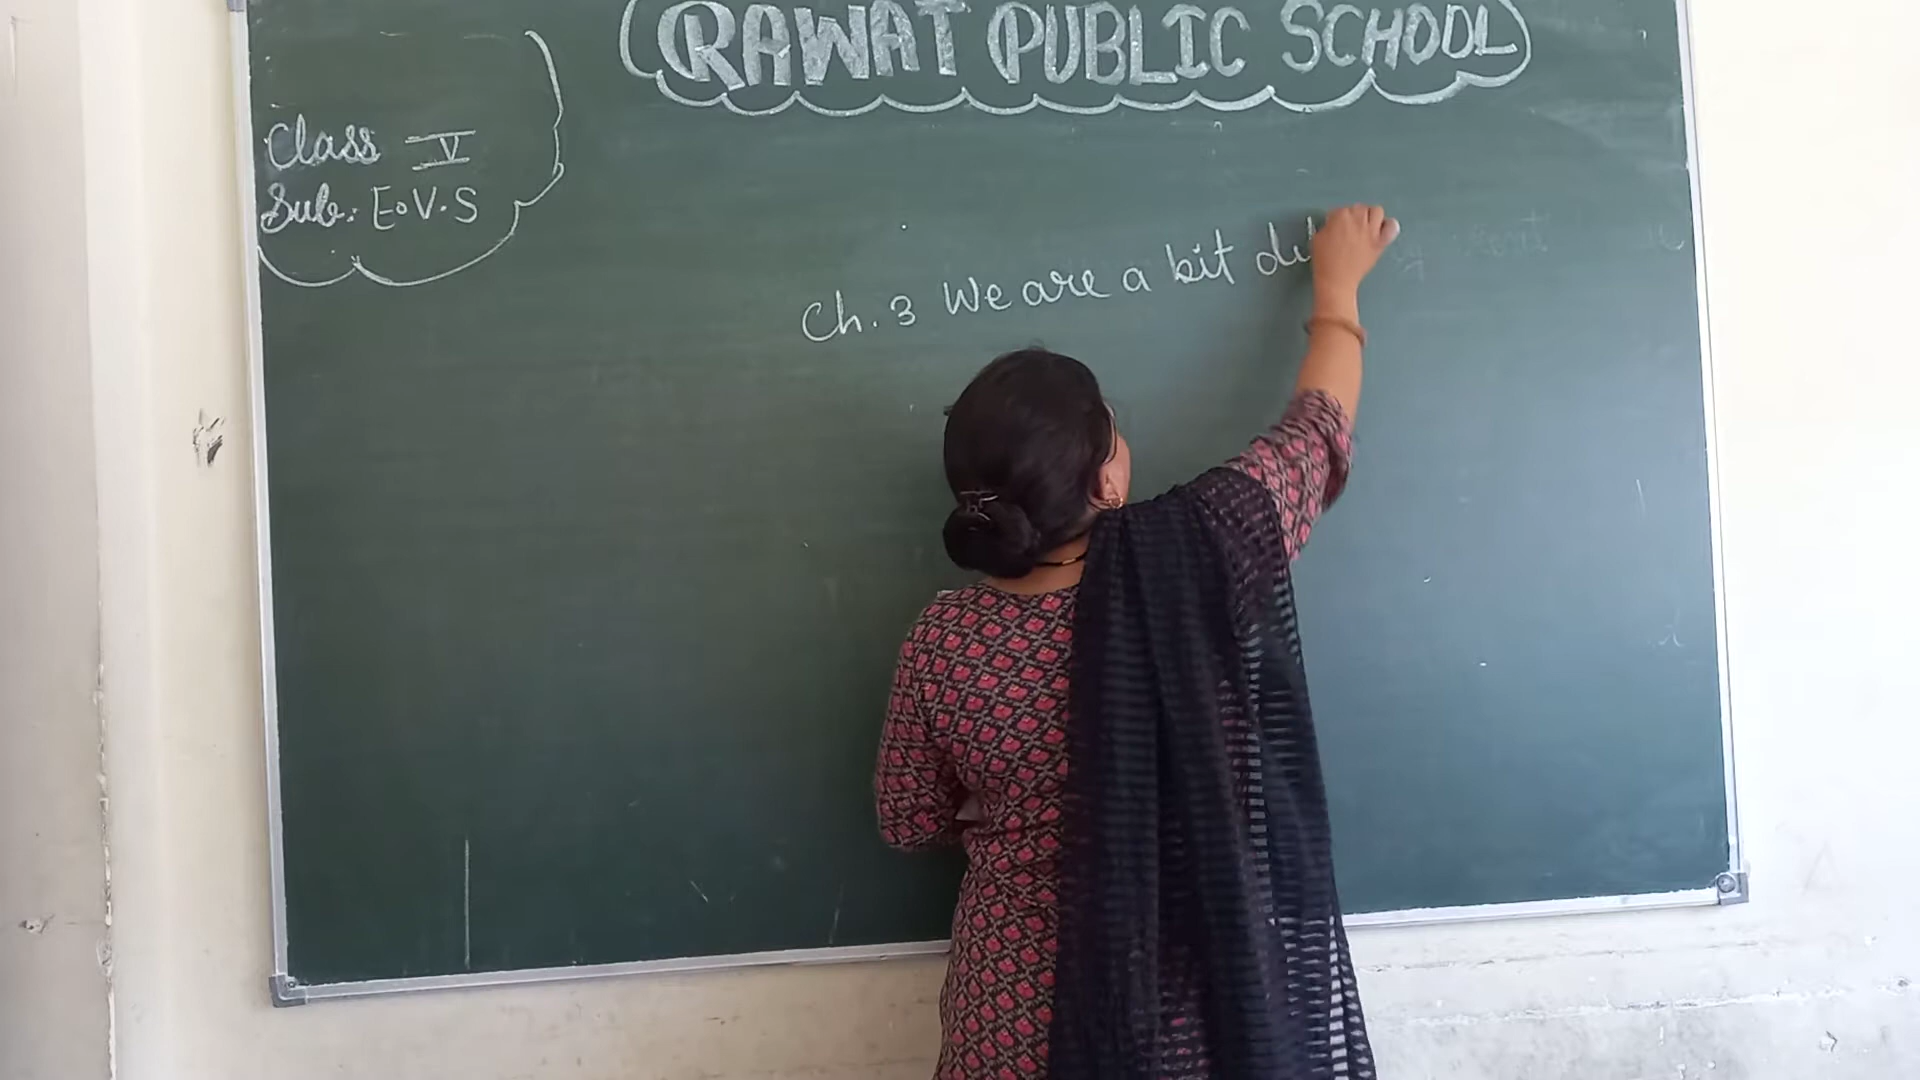 RAWAT PUBLIC SCHOOL
Class V
Sub: E.V.S
Ch. 3 We are a bit